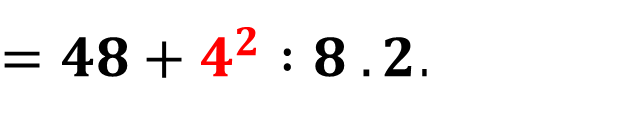 = 48 + 4² : 8 . 2.